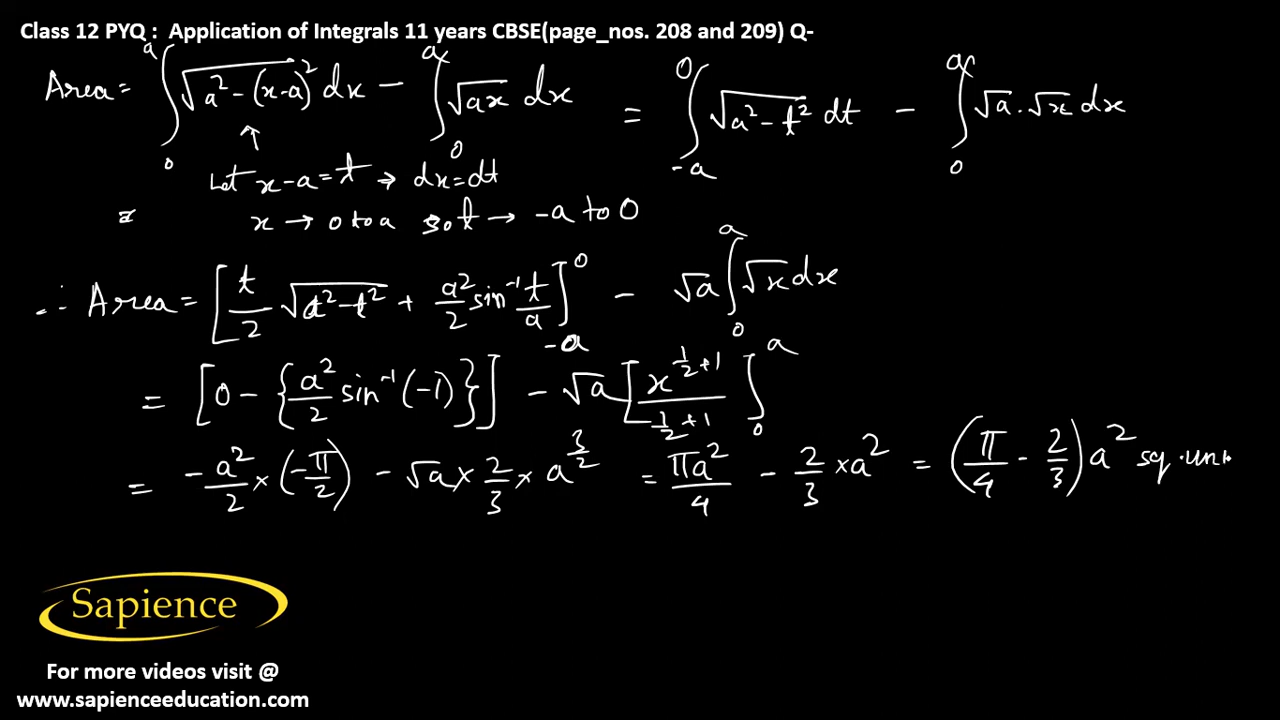 Class 12 PYQ : Application of Integrals 11 years CBSE(page_nos. 208 and 209) Q-
Area = ∫₀ᵃ √(a² - (x-a)²) dx - ∫₀ᵃ √ax dx = ∫₋ₐ⁰ √(a² - t²) dt - ∫₀ᵃ √a . √x dx
Let x-a = t ⇒ dx = dt
x → 0 to a so t → -a to 0
∴ Area = [t/2 √(a² - t²) + a²/2 sin⁻¹ t/a]₋ₐ⁰ - √a ∫₀ᵃ √x dx
= [0 - {a²/2 sin⁻¹(-1)}] - √a [x^(1/2+1) / (1/2+1)]₀ᵃ
= -a²/2 × (-π/2) - √a × 2/3 × a^(3/2) = πa²/4 - 2/3 × a² = (π/4 - 2/3) a² sq. uni
Sapience
For more videos visit @
www.sapienceeducation.com